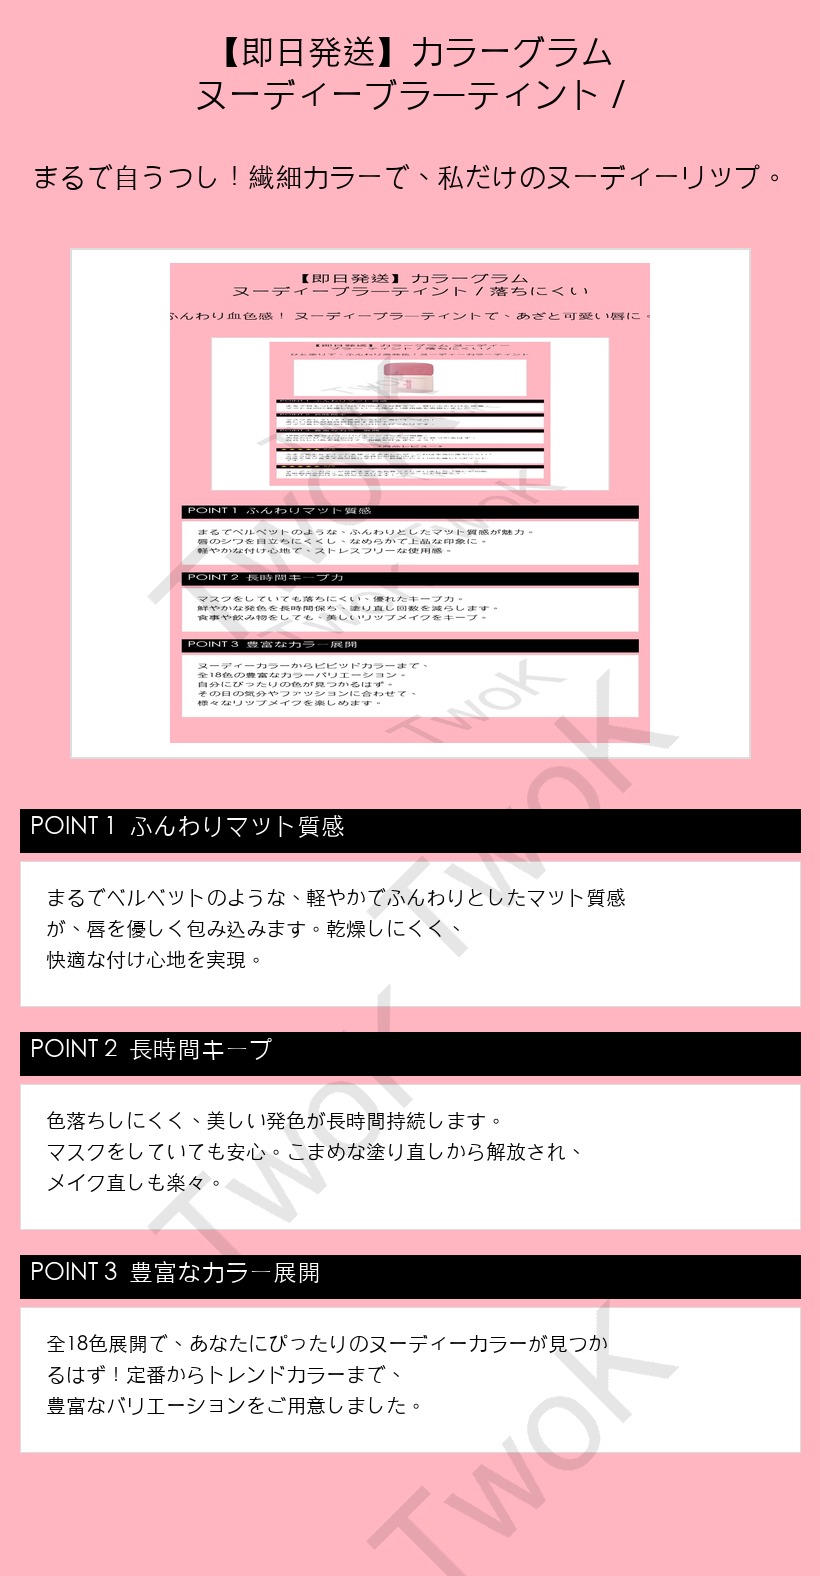 【即日発送】カラーグラム
ヌーディーブラーティント /
まるで自うつし！繊細カラーで、私だけのヌーディーリップ。
【即日発送】カラーグラム
ヌーディーブラーティント / 落ちにくい
ふんわり血色感！ ヌーディーブラーティントで、あざと可愛い唇に。
POINT 1 ふんわりマット質感
まるでベルベットのような、ふんわりとしたマット質感が魅力。
唇のシワを目立ちにくくし、なめらかで上品な印象に。
軽やかな付け心地で、ストレスフリーな使用感。
POINT 2 長時間キープ力
マスクをしていても落ちにくい、優れたキープ力。
鮮やかな発色を長時間保ち、塗り直し回数を減らします。
食事や飲み物をしても、美しいリップメイクをキープ。
POINT 3 豊富なカラー展開
ヌーディーカラーからビビッドカラーまで、
全18色の豊富なカラーバリエーション。
自分にぴったりの色が見つかるはず。
その日の気分やファッションに合わせて、
様々なリップメイクを楽しめます。
POINT 1 ふんわりマット質感
まるでベルベットのような、軽やかでふんわりとしたマット質感
が、唇を優しく包み込みます。乾燥しにくく、
快適な付け心地を実現。
POINT 2 長時間キープ
色落ちしにくく、美しい発色が長時間持続します。
マスクをしていても安心。こまめな塗り直しから解放され、
メイク直しも楽々。
POINT 3 豊富なカラー展開
全18色展開で、あなたにぴったりのヌーディーカラーが見つか
るはず！定番からトレンドカラーまで、
豊富なバリエーションをご用意しました。
TwoK
TwoK
TwoK
TwoK
TwoK
TwoK